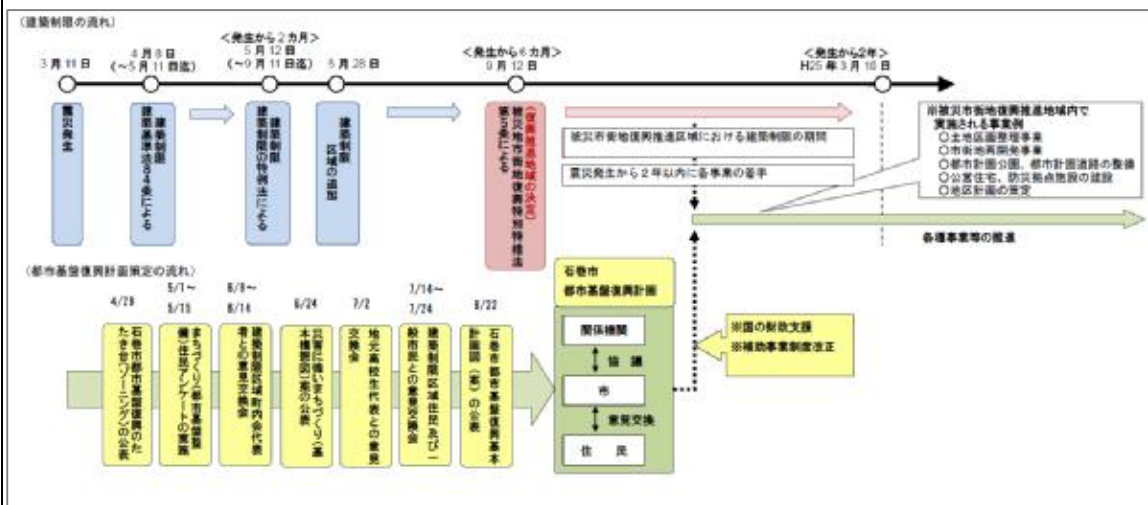 （建築制限の流れ）
＜発生から2カ月＞
＜発生から6カ月＞
＜発生から2年＞
3月11日
4月8日
（～5月11日迄）
5月12日
（～9月11日迄）
6月28日
9月12日
H25年3月10日
震災発生
建築制限
建築基準法84条による
建築制限
建築制限の特例法による
建築制限
区域の追加
【復興推進地域の決定】
被災市街地復興特別措置法
第5条による
被災市街地復興推進区域における建築制限の期間
震災発生から2年以内に各事業の着手
※被災市街地復興推進地域内で
実施される事業例
○土地区画整理事業
○市街地再開発事業
○都市計画公園、都市計画道路の整備
○公営住宅、防災拠点施設の建設
○地区計画の策定
各種事業等の推進
（都市基盤復興計画策定の流れ）
4/29
石巻市都市基盤復興のた
たき台（ゾーニング）の公表
5/1～
5/15
まちづくり（都市基盤整
備）住民アンケートの実施
6/8～
6/14
建築制限区域町内会代表
者との意見交換会
6/24
災害に強いまちづくり（基
本構想図）案の公表
7/2
地元高校生代表との意見
交換会
7/14～
7/24
建築制限区域住民及び一
般市民との意見交換会
8/22
石巻市都市基盤復興基本
計画図（案）の公表
石巻市
都市基盤復興計画
関係機関
協議
市
意見交換
住民
※国の財政支援
※補助事業制度改正